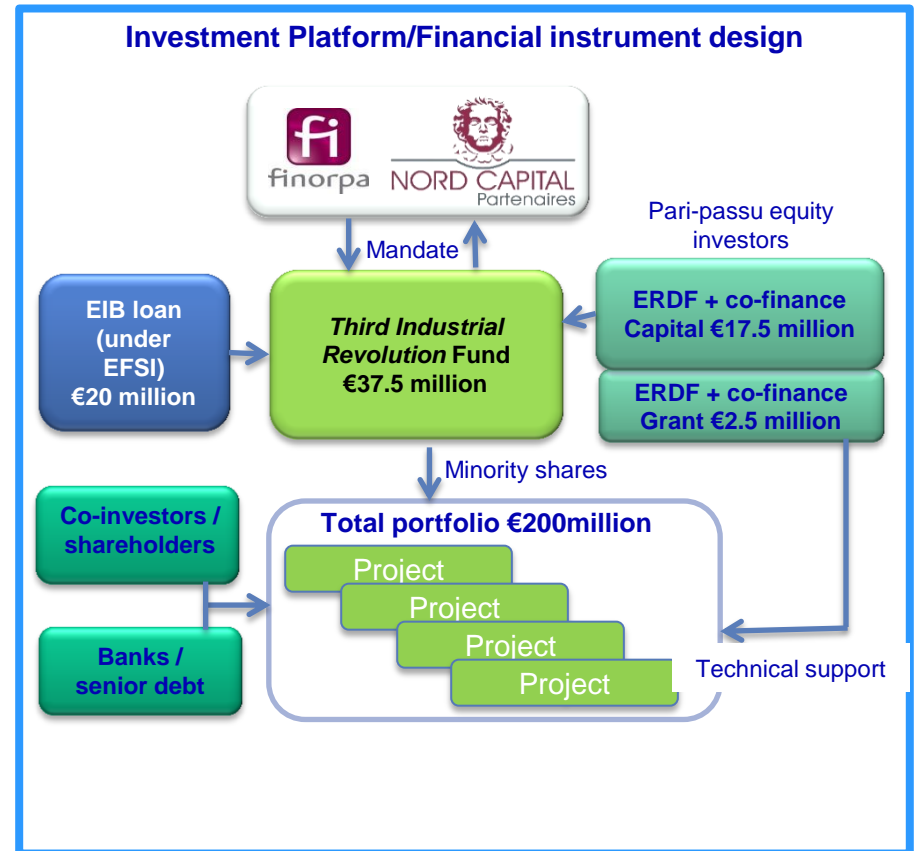 Investment Platform/Financial instrument design
fi
finorpa
NORD CAPITAL
Partenaires
Mandate
Pari-passu equity
investors
EIB loan
(under
EFSI)
€20 million
Third Industrial
Revolution Fund
€37.5 million
ERDF + co-finance
Capital €17.5 million
ERDF + co-finance
Grant €2.5 million
Minority shares
Co-investors /
shareholders
Banks /
senior debt
Total portfolio €200million
Project
Project
Project
Project
Technical support